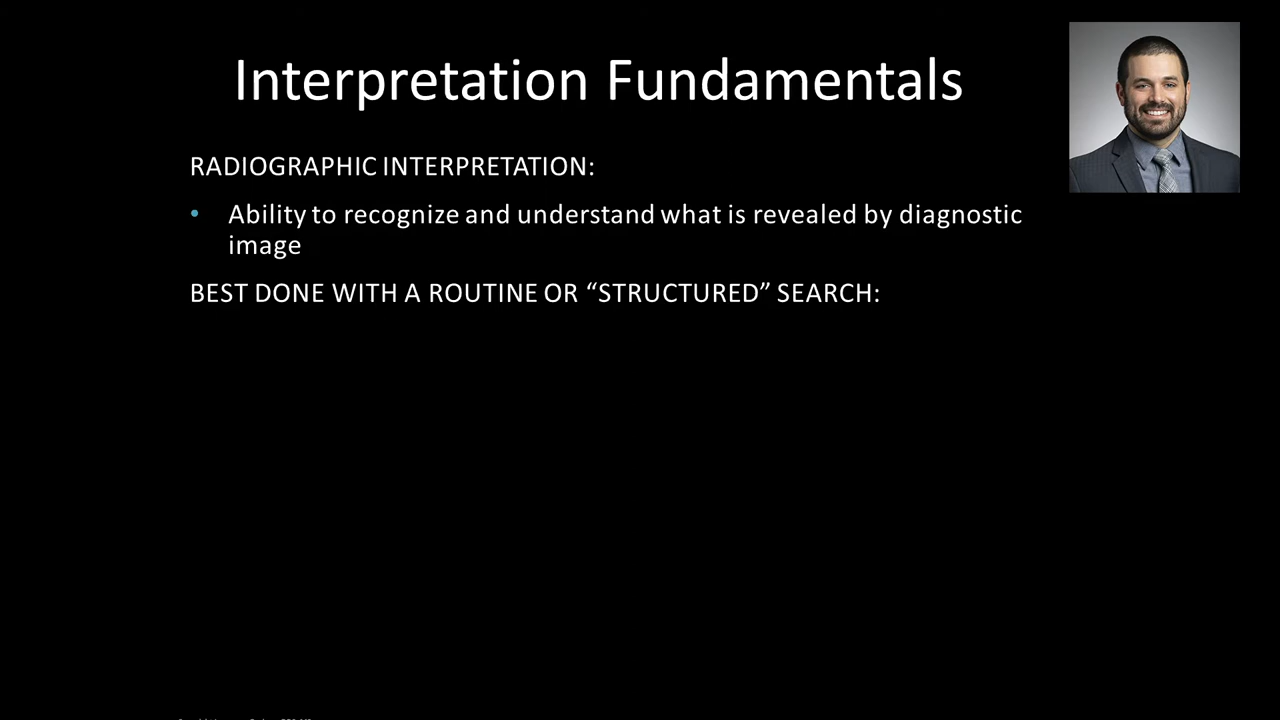 Interpretation Fundamentals
RADIOGRAPHIC INTERPRETATION:
• Ability to recognize and understand what is revealed by diagnostic
image
BEST DONE WITH A ROUTINE OR “STRUCTURED” SEARCH: